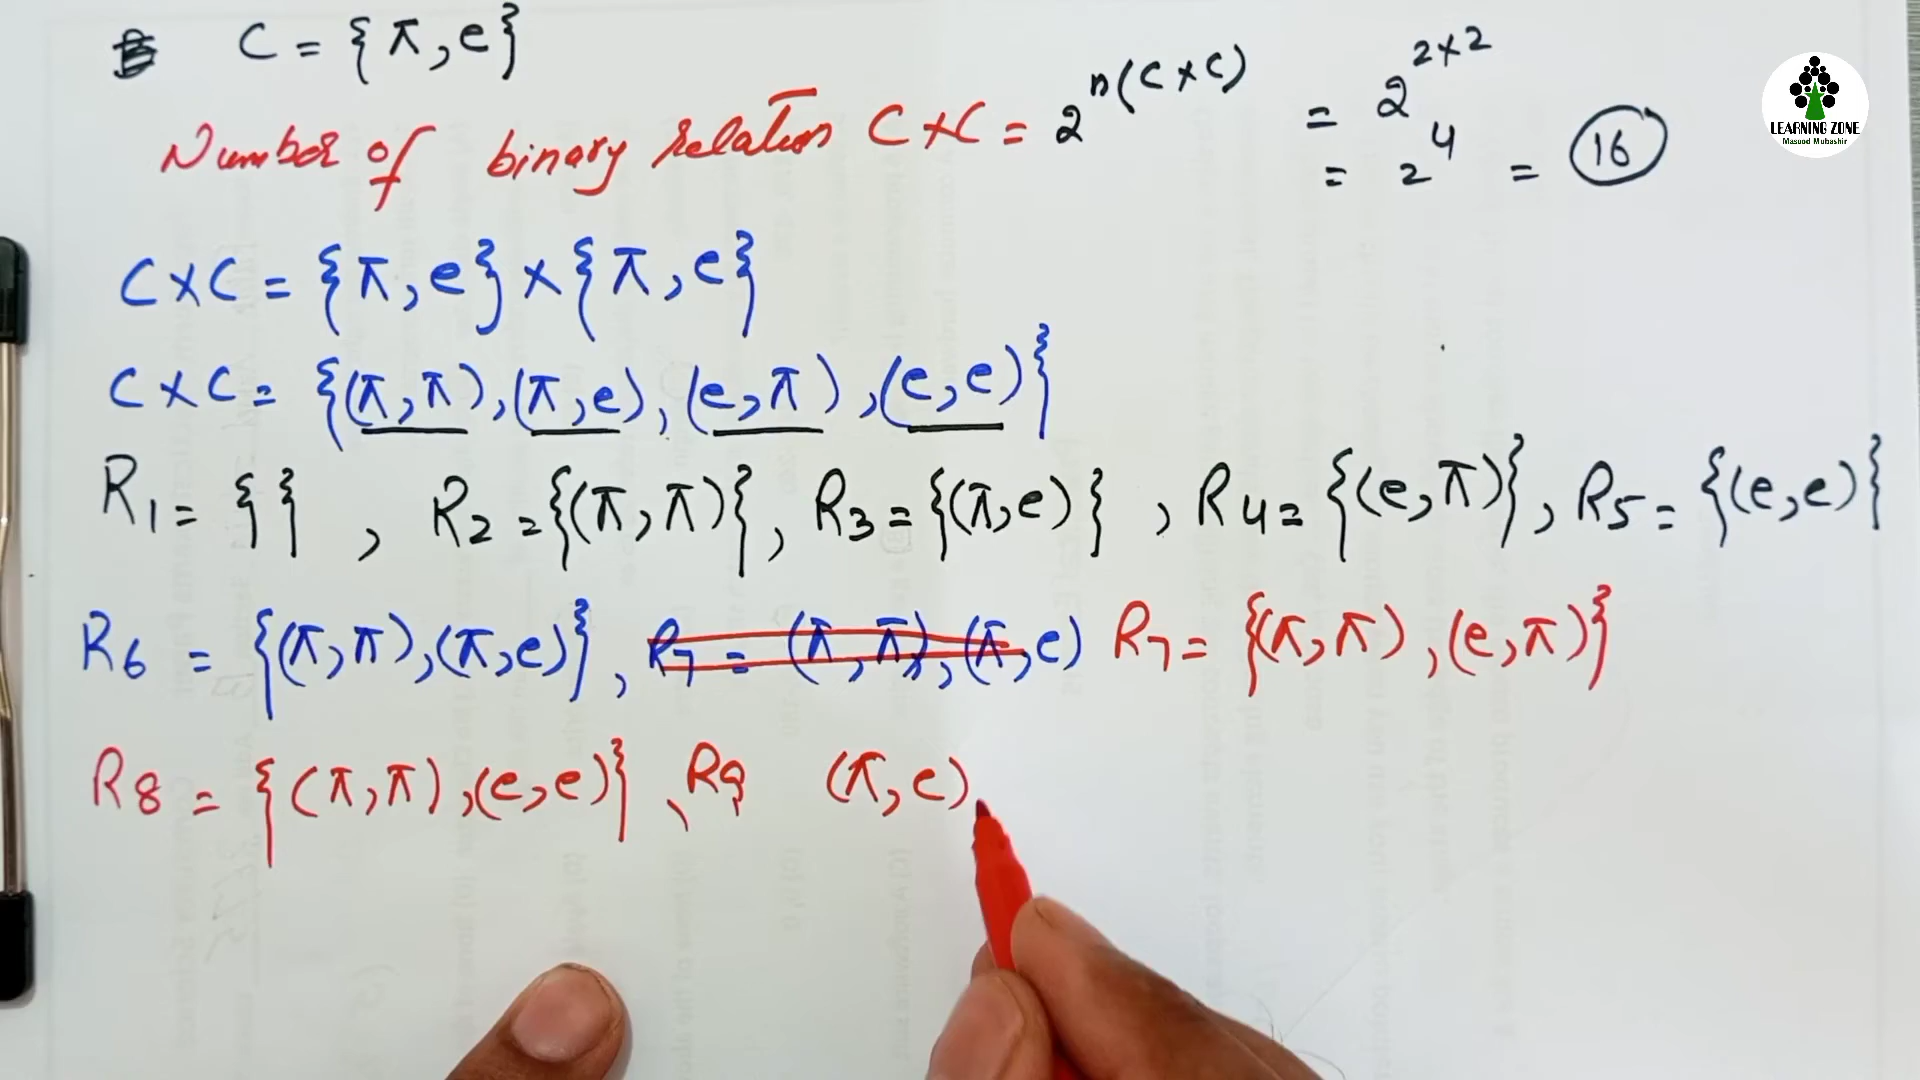 C = {π, e}
Number of binary relation C×C = 2^n(C×C) = 2^2×2
= 2^4 = 16
LEARNING ZONE
Masood Mubashir
C×C = {π, e} × {π, e}
C×C = {(π, π), (π, e), (e, π), (e, e)}
R1 = { } , R2 = {(π, π)}, R3 = {(π, e)} , R4 = {(e, π)}, R5 = {(e, e)}
R6 = {(π, π), (π, e)}, R7 = (π, π), (π, e) R7 = {(π, π), (e, π)}
R8 = {(π, π), (e, e)}, R9 (π, e)